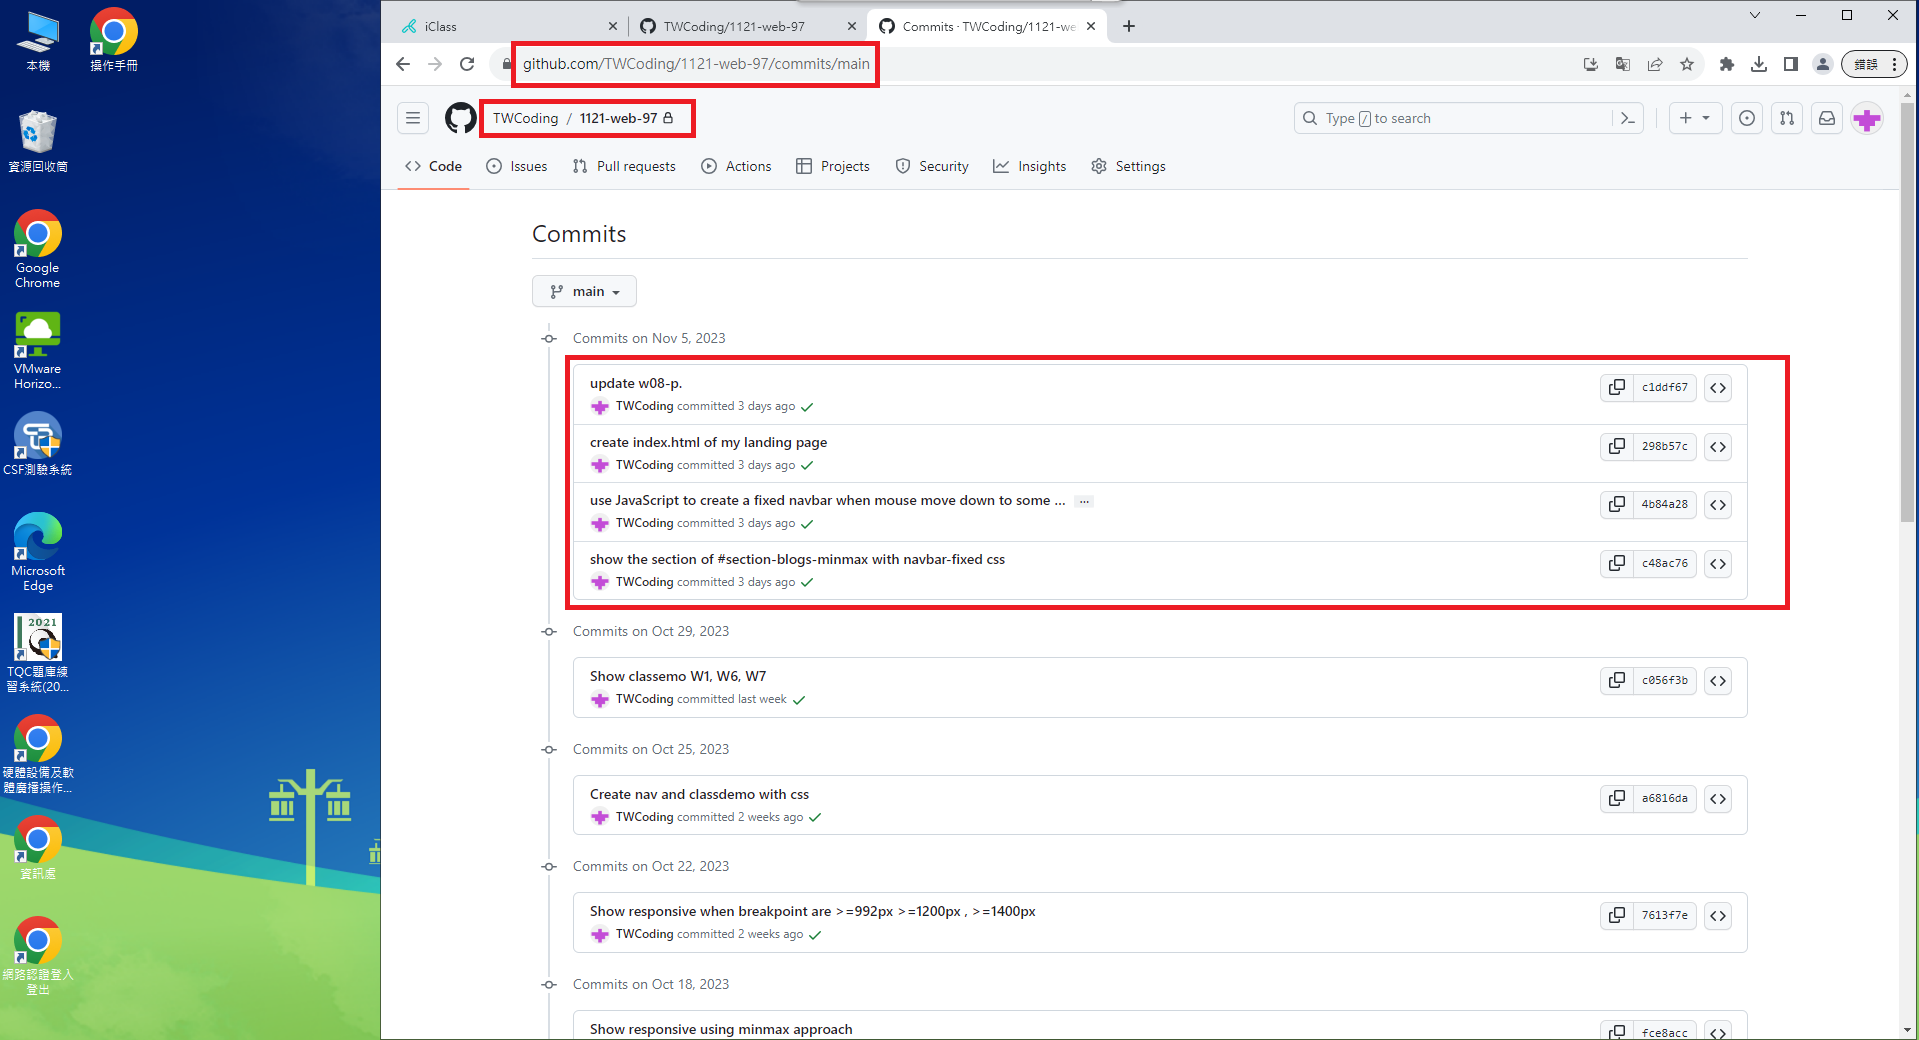 本機
操作手冊
資源回收筒
Google
Chrome
VMware
Horizo...
CSF測驗系統
Microsoft
Edge
2021
TQC題庫練
習系統(20...
硬體設備及軟
體廣播操作...
資訊處
網路認證登入
登出
iClass
TWCoding/1121-web-97
Commits · TWCoding/1121-we
github.com/TWCoding/1121-web-97/commits/main
錯誤
TWCoding / 1121-web-97
Type / to search
Code
Issues
Pull requests
Actions
Projects
Security
Insights
Settings
Commits
main
Commits on Nov 5, 2023
update w08-p.
c1ddf67
TWCoding committed 3 days ago
create index.html of my landing page
298b57c
TWCoding committed 3 days ago
use JavaScript to create a fixed navbar when mouse move down to some ... ...
4b84a28
TWCoding committed 3 days ago
show the section of #section-blogs-minmax with navbar-fixed css
c48ac76
TWCoding committed 3 days ago
Commits on Oct 29, 2023
Show classemo W1, W6, W7
c056f3b
TWCoding committed last week
Commits on Oct 25, 2023
Create nav and classdemo with css
a6816da
TWCoding committed 2 weeks ago
Commits on Oct 22, 2023
Show responsive when breakpoint are >=992px >=1200px , >=1400px
7613f7e
TWCoding committed 2 weeks ago
Commits on Oct 18, 2023
Show responsive using minmax approach
fce8acc